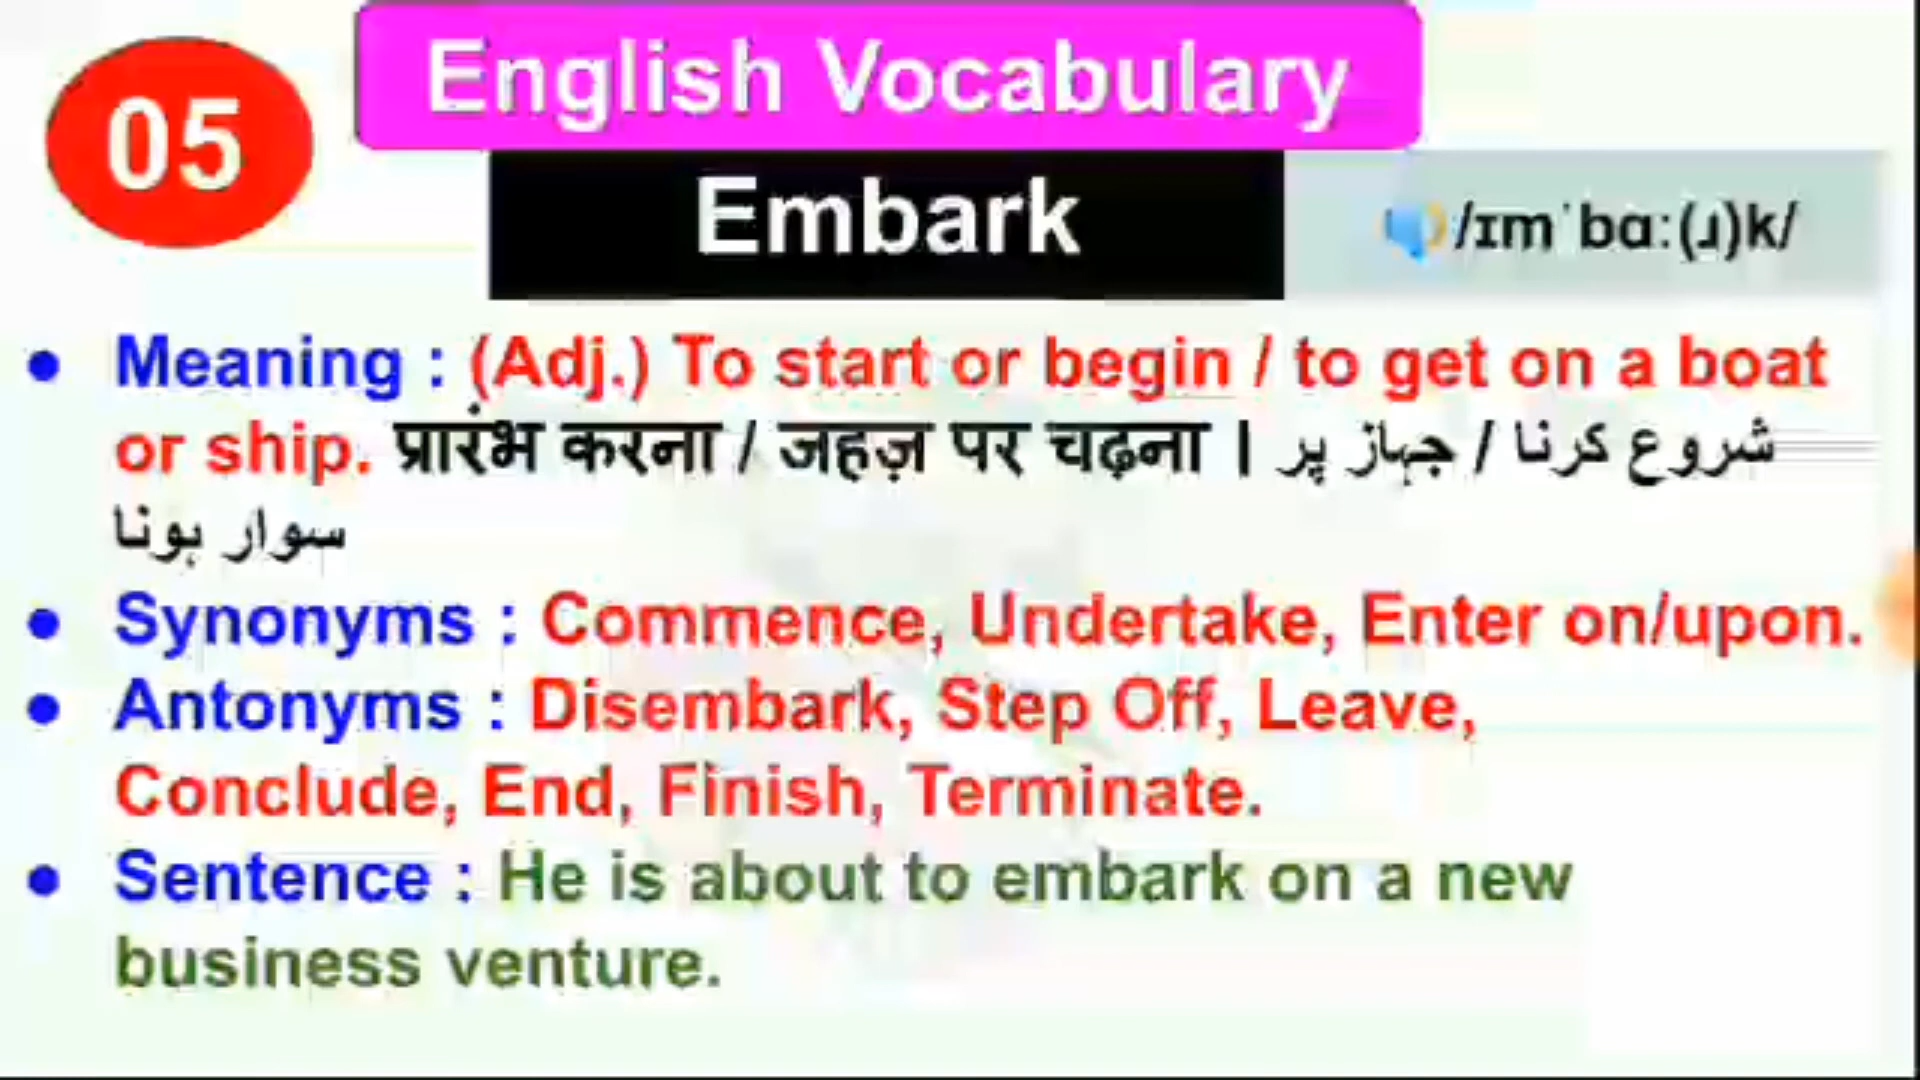 05
English Vocabulary
Embark
/ɪmˈbɑː(ɹ)k/
• Meaning : (Adj.) To start or begin / to get on a boat
or ship. प्रारंभ करना / जहज़ पर चढ़ना । شروع کرنا / جہاز پر
سوار ہونا
• Synonyms : Commence, Undertake, Enter on/upon.
• Antonyms : Disembark, Step Off, Leave,
Conclude, End, Finish, Terminate.
• Sentence : He is about to embark on a new
business venture.